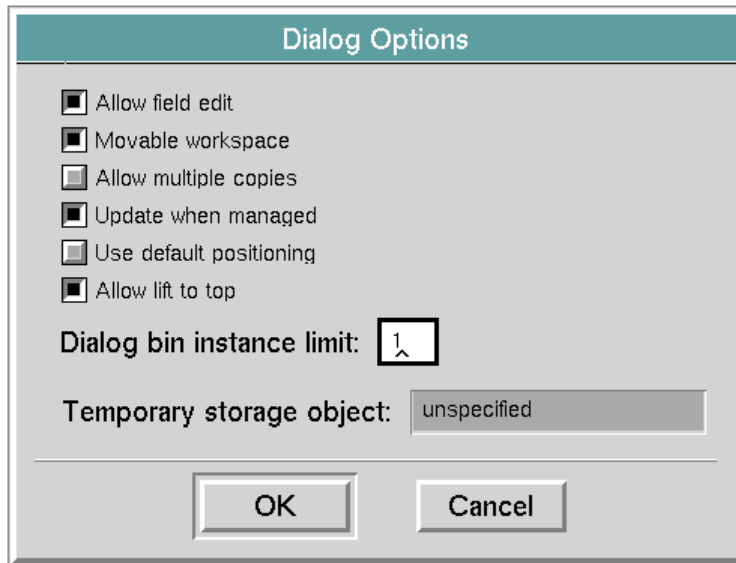 Dialog Options
Allow field edit
Movable workspace
Allow multiple copies
Update when managed
Use default positioning
Allow lift to top
Dialog bin instance limit: 1
Temporary storage object: unspecified
OK Cancel